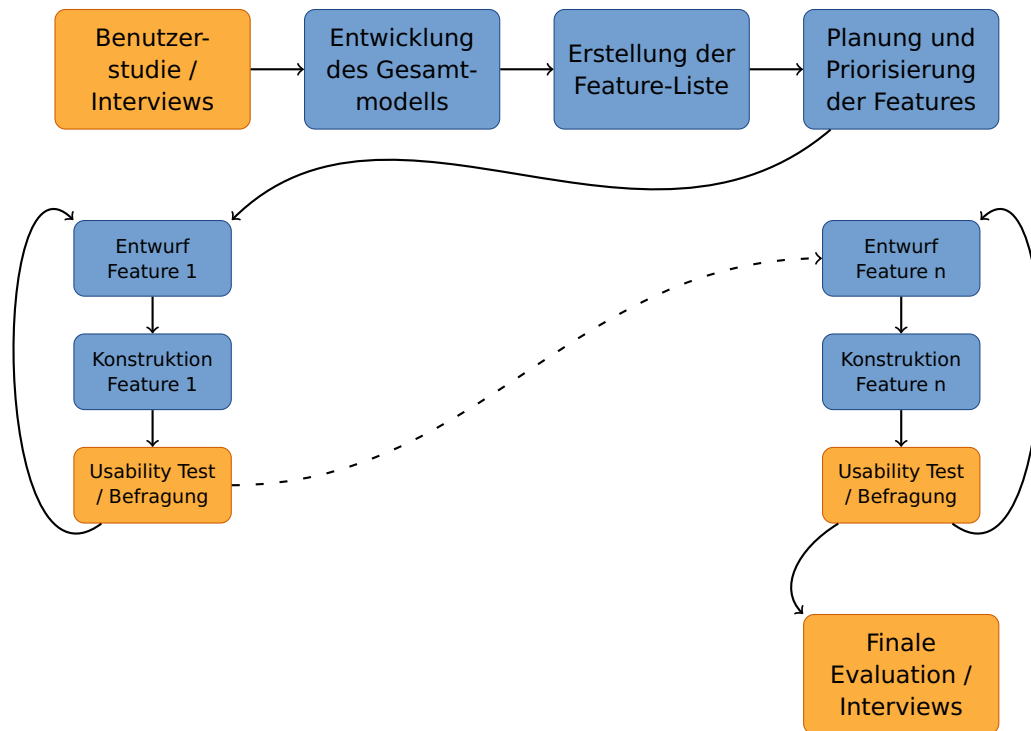 Benutzer-
studie /
Interviews
Entwicklung
des Gesamt-
modells
Erstellung der
Feature-Liste
Planung und
Priorisierung
der Features
Entwurf
Feature 1
Konstruktion
Feature 1
Usability Test
/ Befragung
Entwurf
Feature n
Konstruktion
Feature n
Usability Test
/ Befragung
Finale
Evaluation /
Interviews